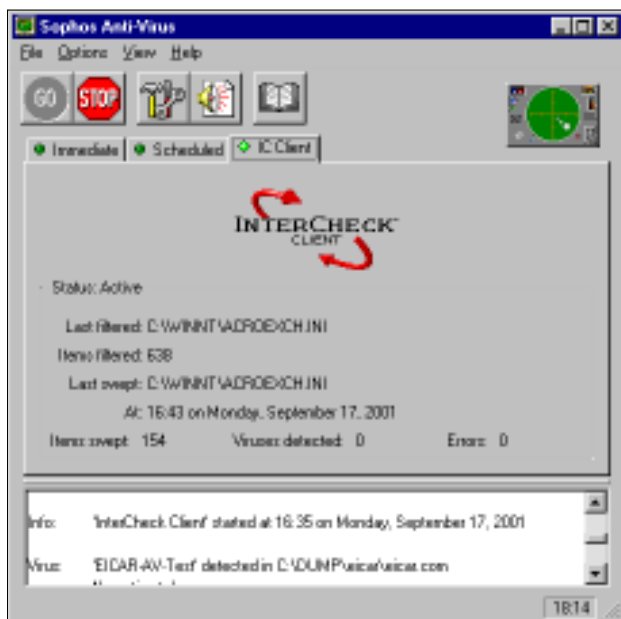 Sophos Anti-Virus
File Options View Help
GO STOP
Immediate Scheduled IC Client
INTERCHECK™
CLIENT
Status: Active
Last filtered: C:\WINNT\ACROEXCH.INI
Items filtered: 638
Last swept: C:\WINNT\ACROEXCH.INI
At: 16:43 on Monday, September 17, 2001
Items swept: 154 Viruses detected: 0 Errors: 0
Info: 'InterCheck Client' started at 16:35 on Monday, September 17, 2001
Virus: 'EICAR-AV-Test' detected in C:\DUMP\eicar\eicar.com
18:14